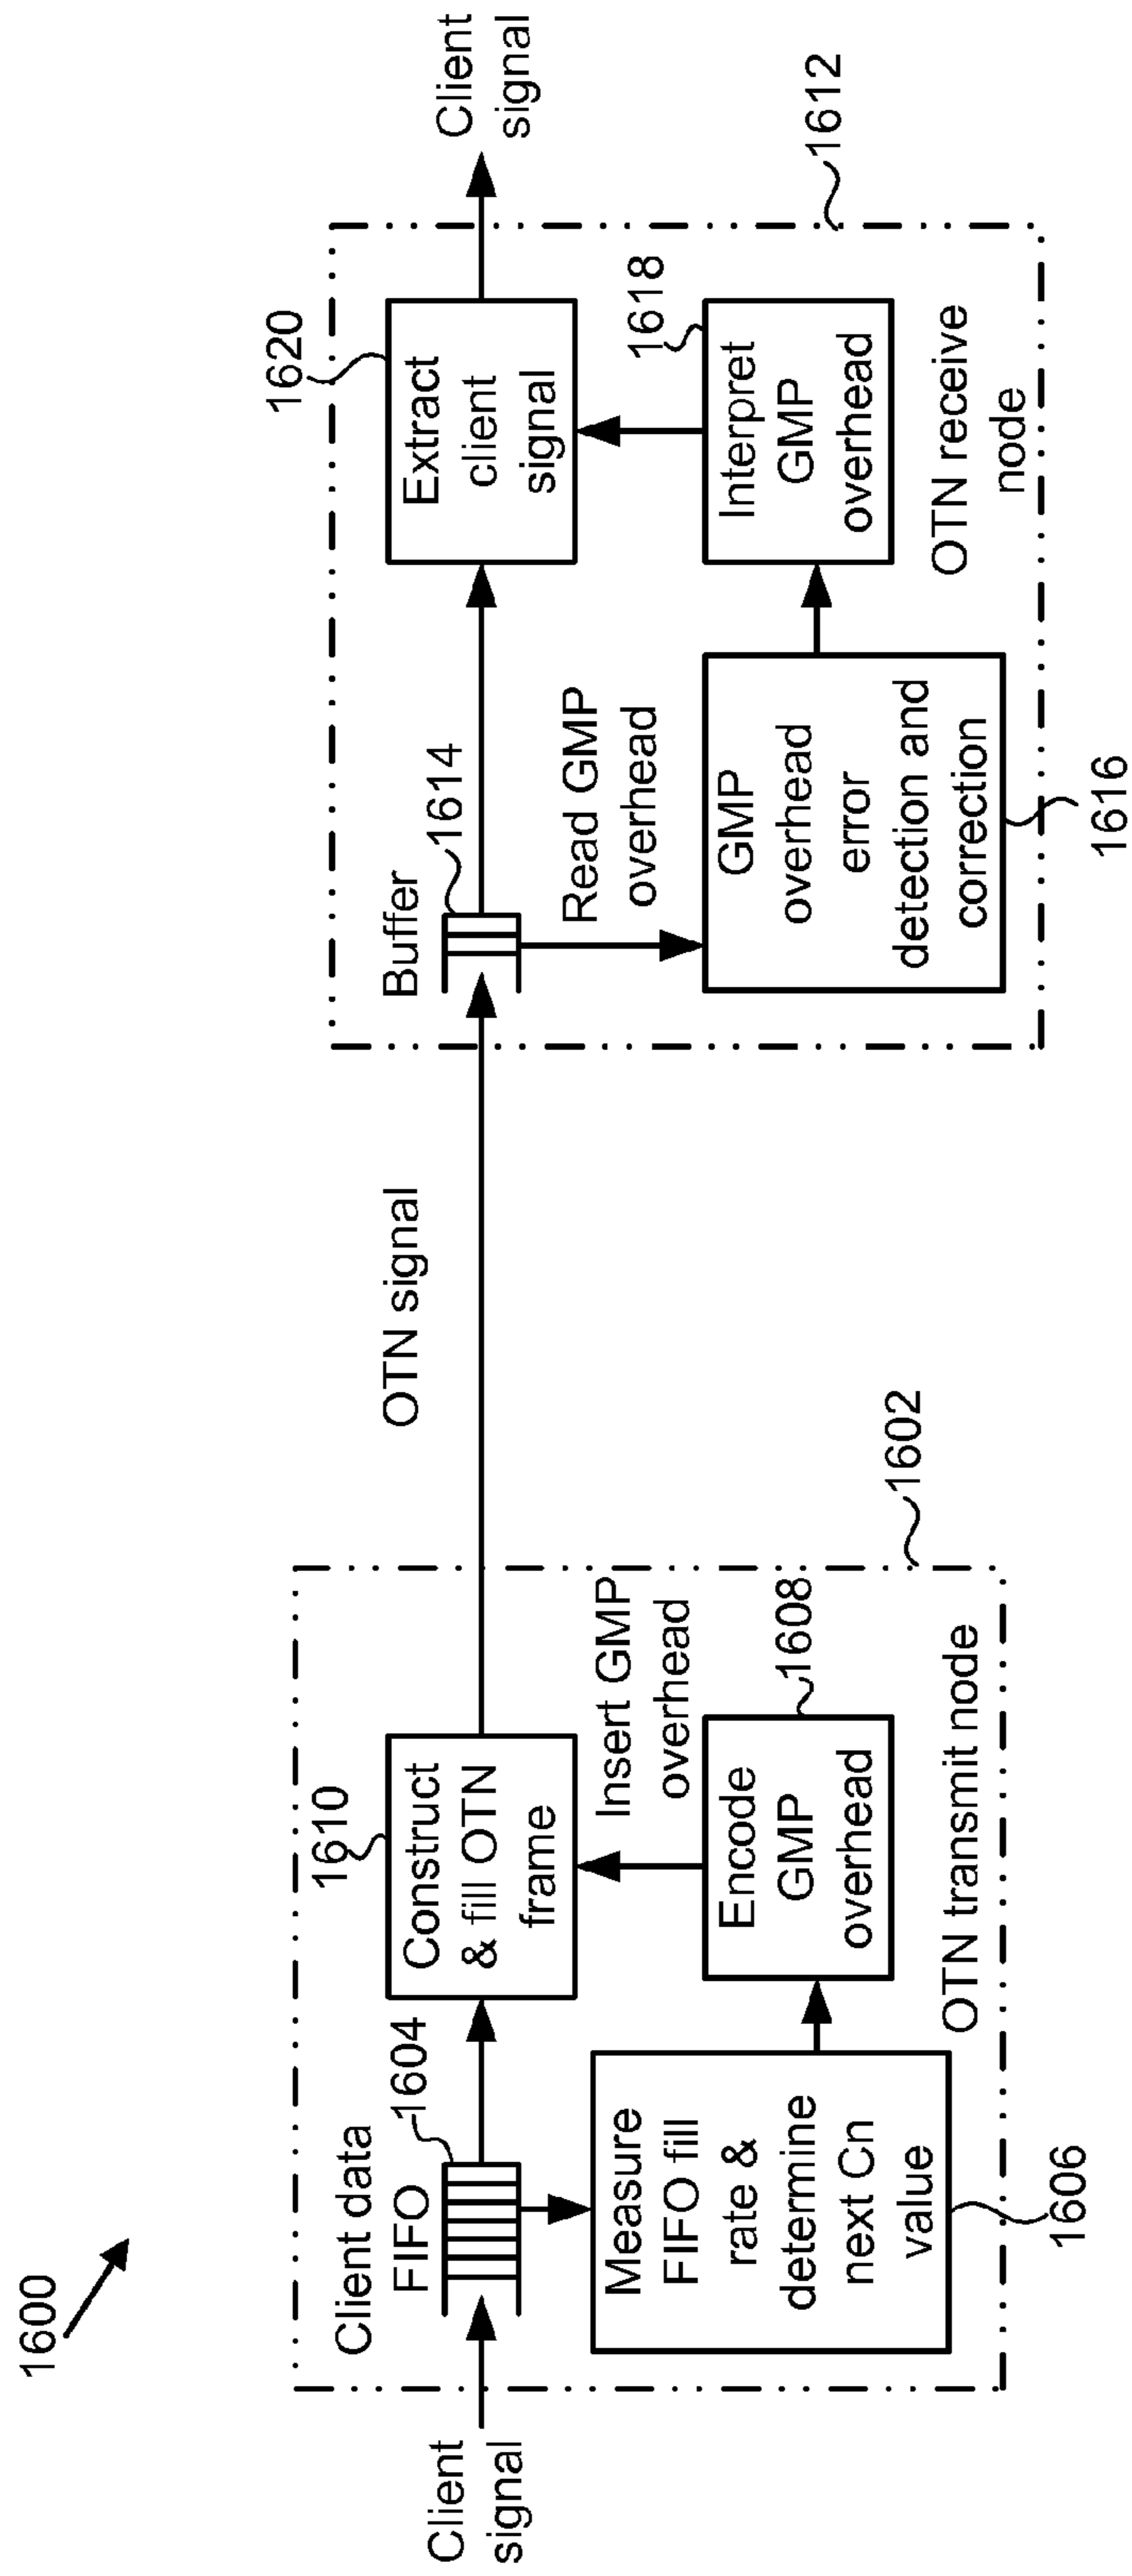 1600
Client
signal
Client data
FIFO
1604
Measure
FIFO fill
rate &
determine
next Cn
value
1606
1610
Construct
& fill OTN
frame
Insert GMP
overhead
Encode
GMP
overhead
1608
OTN transmit node
1602
OTN signal
Buffer
1614
Read GMP
overhead
GMP
overhead
error
detection and
correction
1616
1620
Extract
client
signal
1618
Interpret
GMP
overhead
OTN receive
node
1612
Client
signal